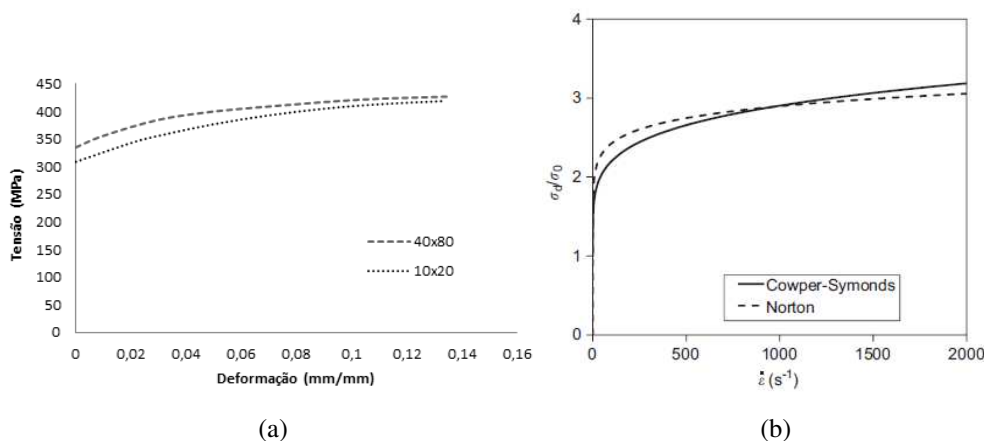 450
400
350
300
250
200
150
100
50
0
Tensão (MPa)
40x80
10x20
0 0,02 0,04 0,06 0,08 0,1 0,12 0,14 0,16
Deformação (mm/mm)
(a)
4
3
2
1
0
σd/σ0
Cowper-Symonds
Norton
0 500 1000 1500 2000
ε̇ (s⁻¹)
(b)